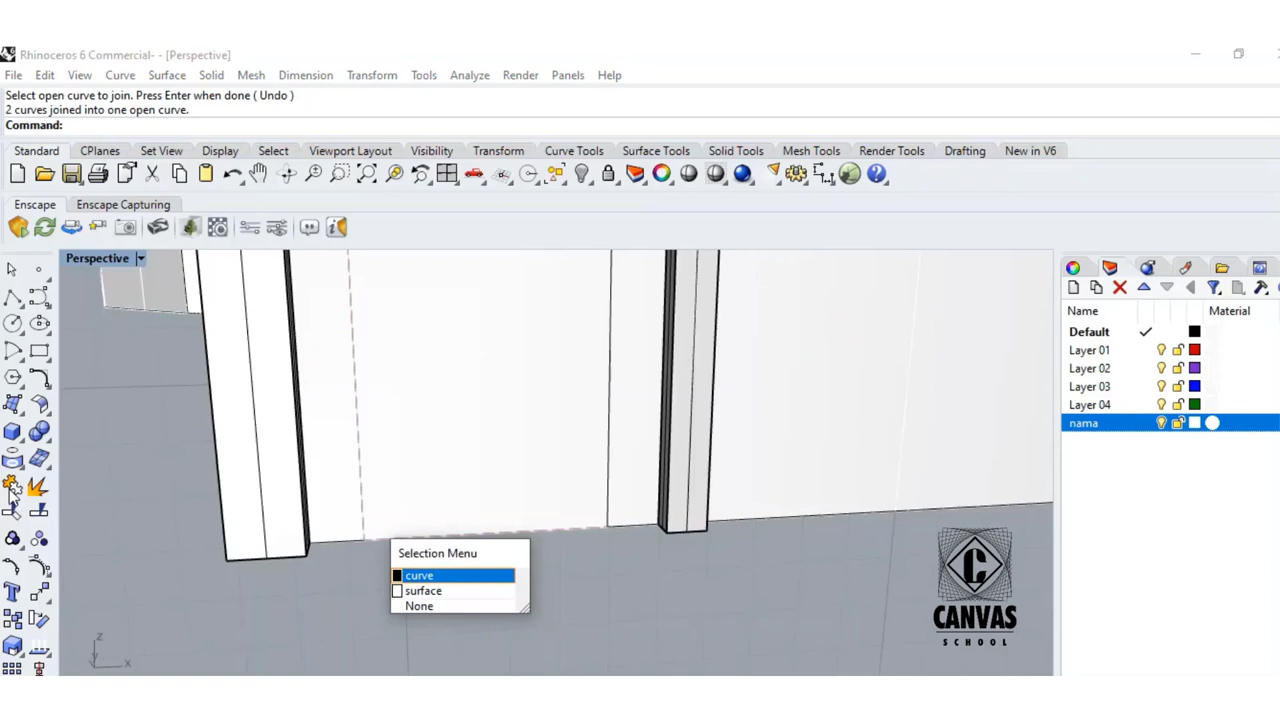 Rhinoceros 6 Commercial- - [Perspective]
File Edit View Curve Surface Solid Mesh Dimension Transform Tools Analyze Render Panels Help
Select open curve to join. Press Enter when done ( Undo )
2 curves joined into one open curve.
Command:
Standard CPlanes Set View Display Select Viewport Layout Visibility Transform Curve Tools Surface Tools Solid Tools Mesh Tools Render Tools Drafting New in V6
Enscape Enscape Capturing
Perspective
Name Material
Default
Layer 01
Layer 02
Layer 03
Layer 04
nama
Selection Menu
curve
surface
None
z
x
C
CANVAS
SCHOOL